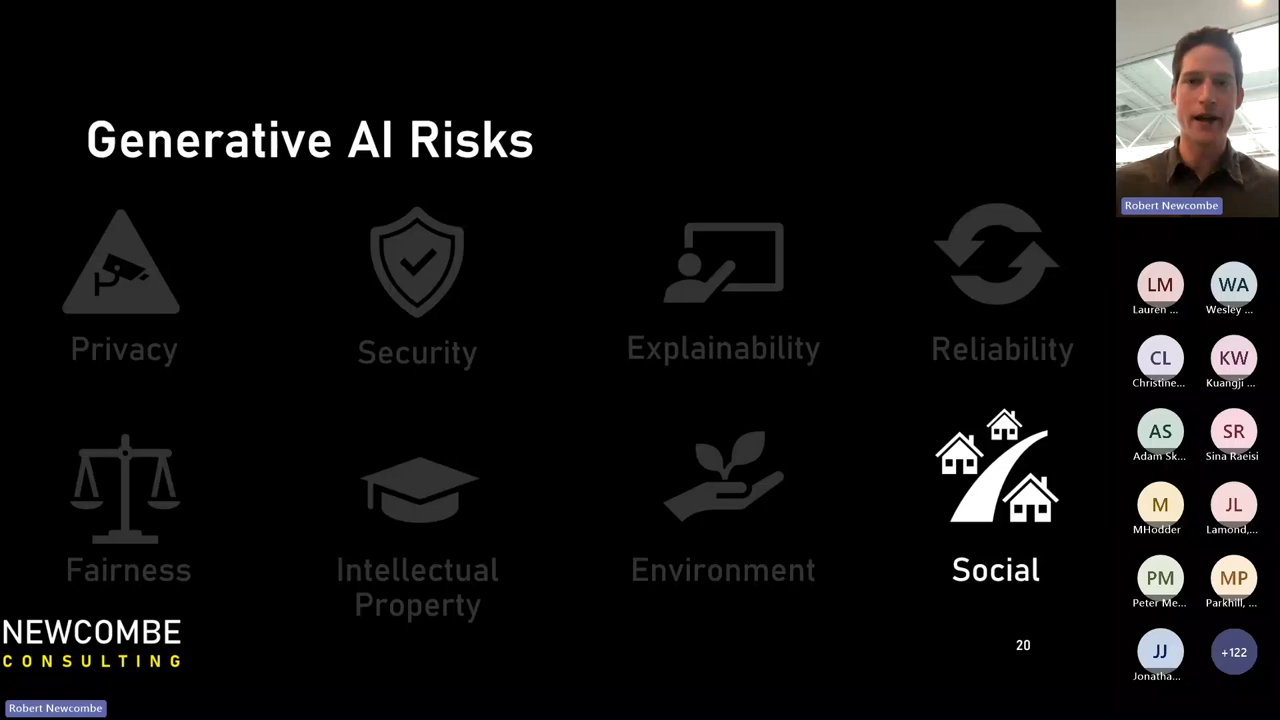 Generative AI Risks
Privacy
Security
Explainability
Reliability
Fairness
Intellectual
Property
Environment
Social
NEWCOMBE
CONSULTING
20
Robert Newcombe
Robert Newcombe
LM
WA
Lauren ...
Wesley ...
CL
KW
Christine...
Kuangji ...
AS
SR
Adam Sk...
Sina Raeisi
M
JL
MHodder
Lamond,...
PM
MP
Peter Me...
Parkhill, ...
JJ
+122
Jonatha...